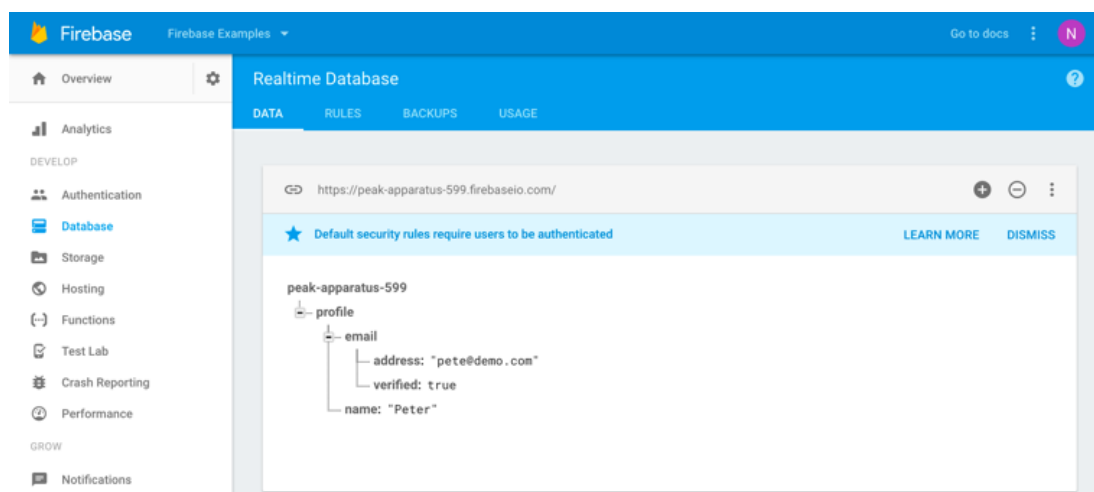 Firebase Firebase Examples Go to docs N
Overview
Realtime Database ?
DATA RULES BACKUPS USAGE
Analytics
DEVELOP
Authentication
Database
Storage
Hosting
Functions
Test Lab
Crash Reporting
Performance
GROW
Notifications
https://peak-apparatus-599.firebaseio.com/
Default security rules require users to be authenticated LEARN MORE DISMISS
peak-apparatus-599
profile
email
address: "pete@demo.com"
verified: true
name: "Peter"